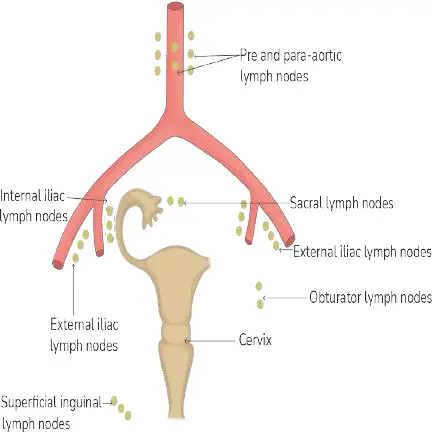 Pre and para-aortic
lymph nodes
Internal iliac
lymph nodes
Sacral lymph nodes
External iliac lymph nodes
Obturator lymph nodes
External iliac
lymph nodes
Cervix
Superficial inguinal
lymph nodes